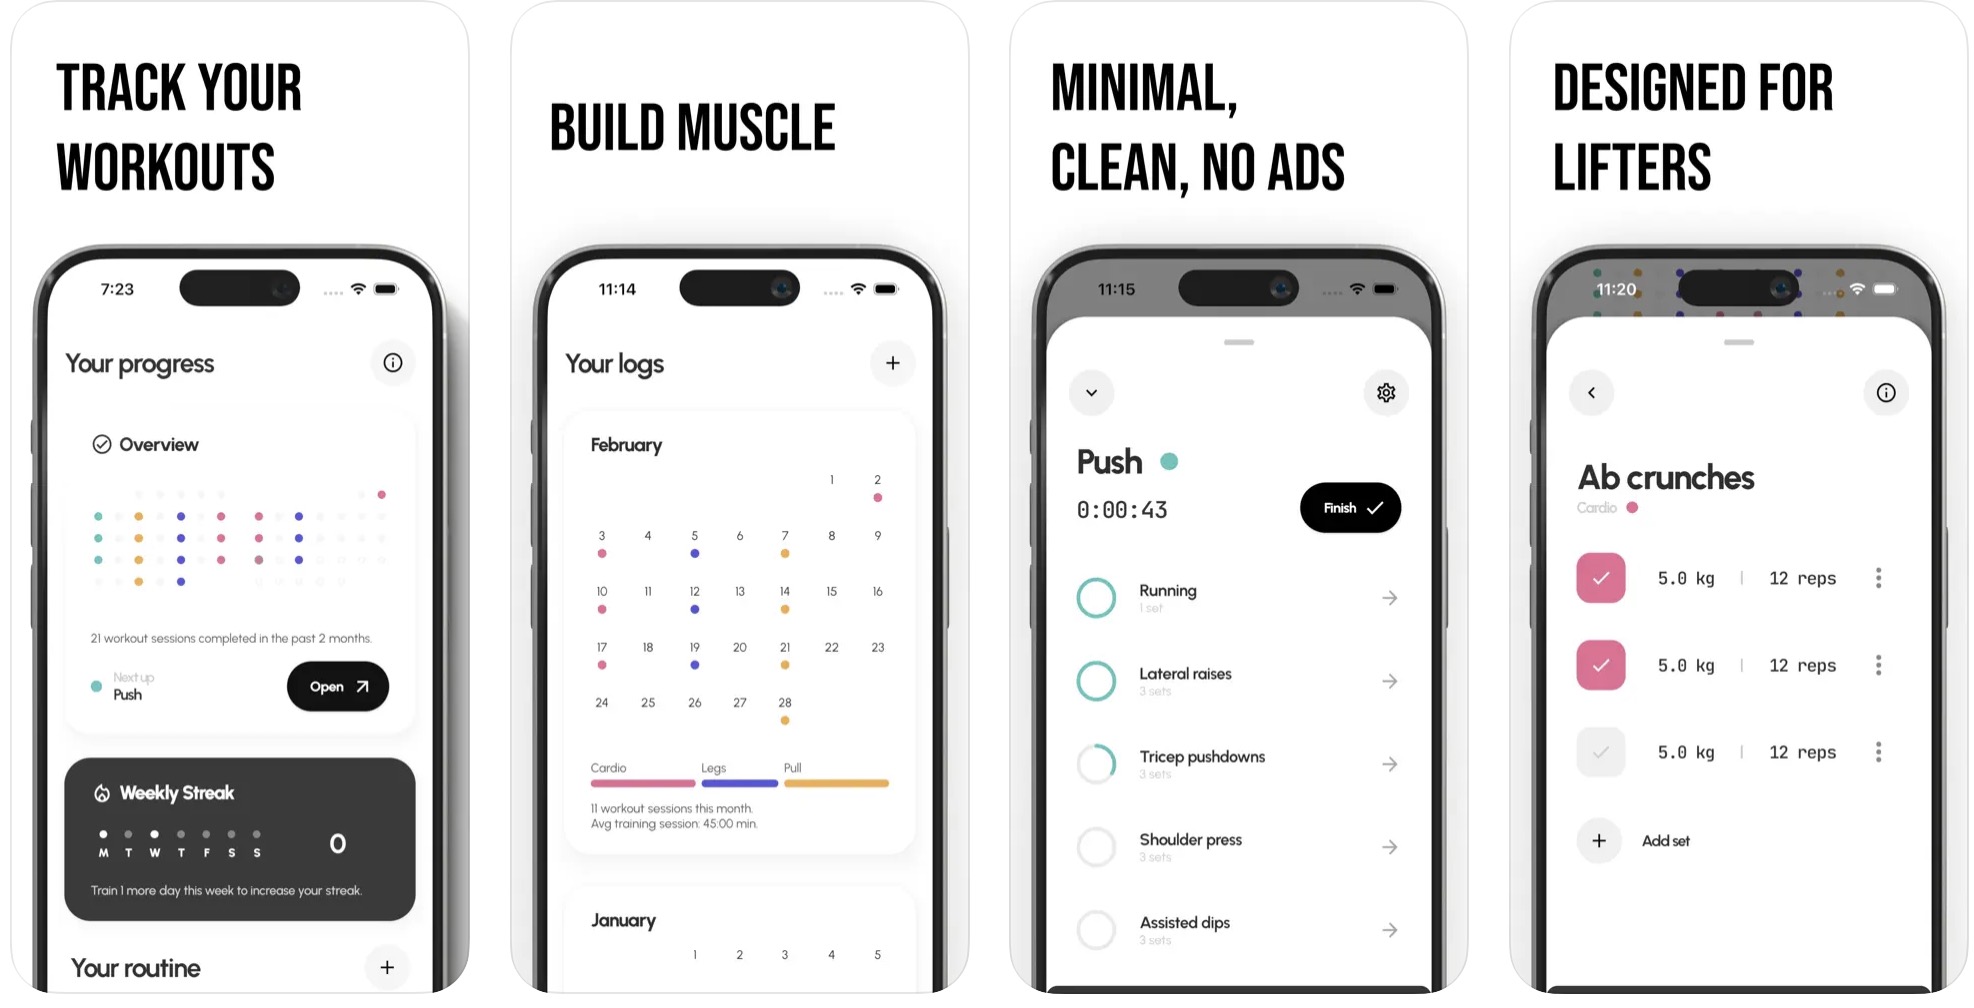 TRACK YOUR
WORKOUTS
7:23
Your progress
Overview
21 workout sessions completed in the past 2 months.
Next up
Push
Open
Weekly Streak
M T W T F S S
0
Train 1 more day this week to increase your streak.
Your routine
BUILD MUSCLE
11:14
Your logs
February
1 2
3 4 5 6 7 8 9
10 11 12 13 14 15 16
17 18 19 20 21 22 23
24 25 26 27 28
Cardio Legs Pull
11 workout sessions this month.
Avg training session: 45:00 min.
January
1 2 3 4 5
MINIMAL,
CLEAN, NO ADS
11:15
Push
0:00:43
Finish
Running
1 set
Lateral raises
3 sets
Tricep pushdowns
3 sets
Shoulder press
3 sets
Assisted dips
3 sets
DESIGNED FOR
LIFTERS
11:20
Ab crunches
Cardio
5.0 kg | 12 reps
5.0 kg | 12 reps
5.0 kg | 12 reps
Add set